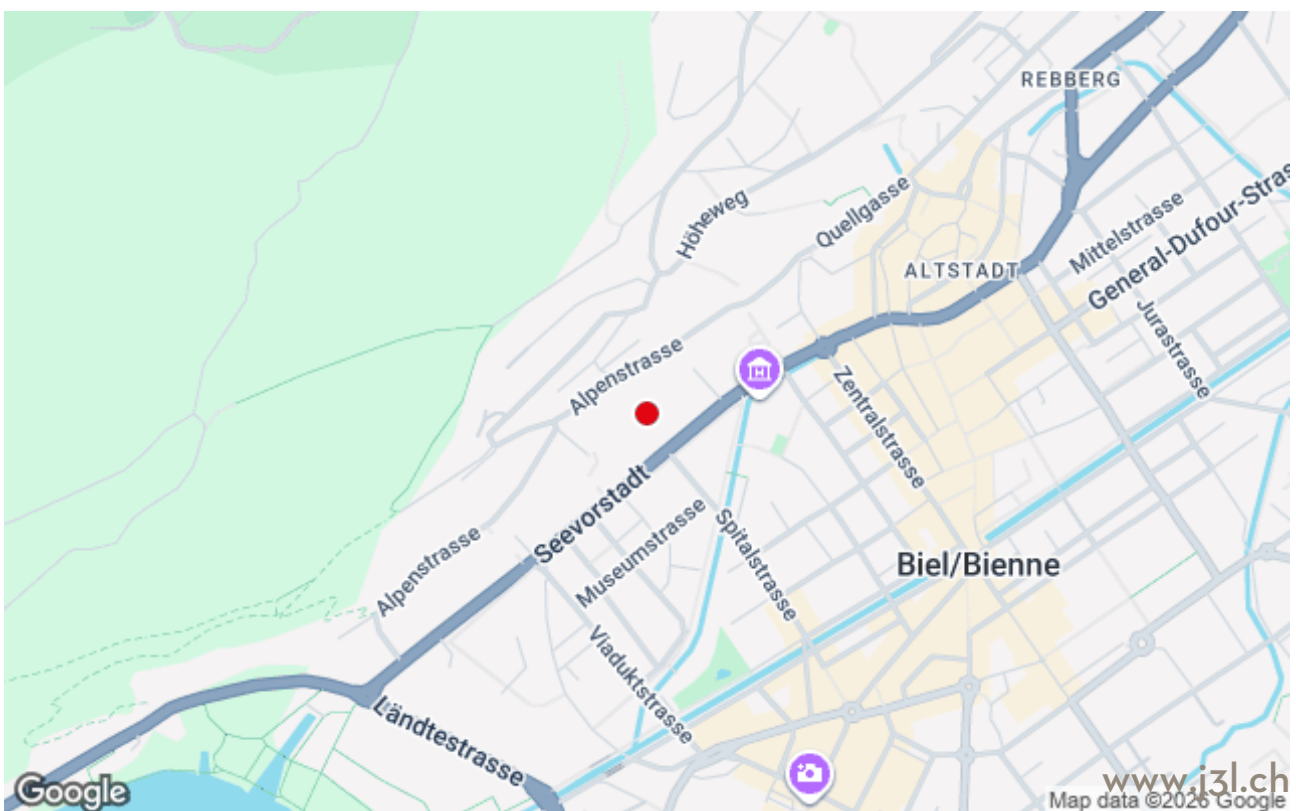 REBBERG
Höheweg
Quellgasse
Mittelstrasse
General-Dufour-Stras
ALTSTADT
Jurastrasse
Alpenstrasse
Zentralstrasse
Seevorstadt
Museumstrasse
Spitalstrasse
Alpenstrasse
Biel/Bienne
Viaduktstrasse
Ländtestrasse
www.j3l.ch
Google
Map data ©2026 Google